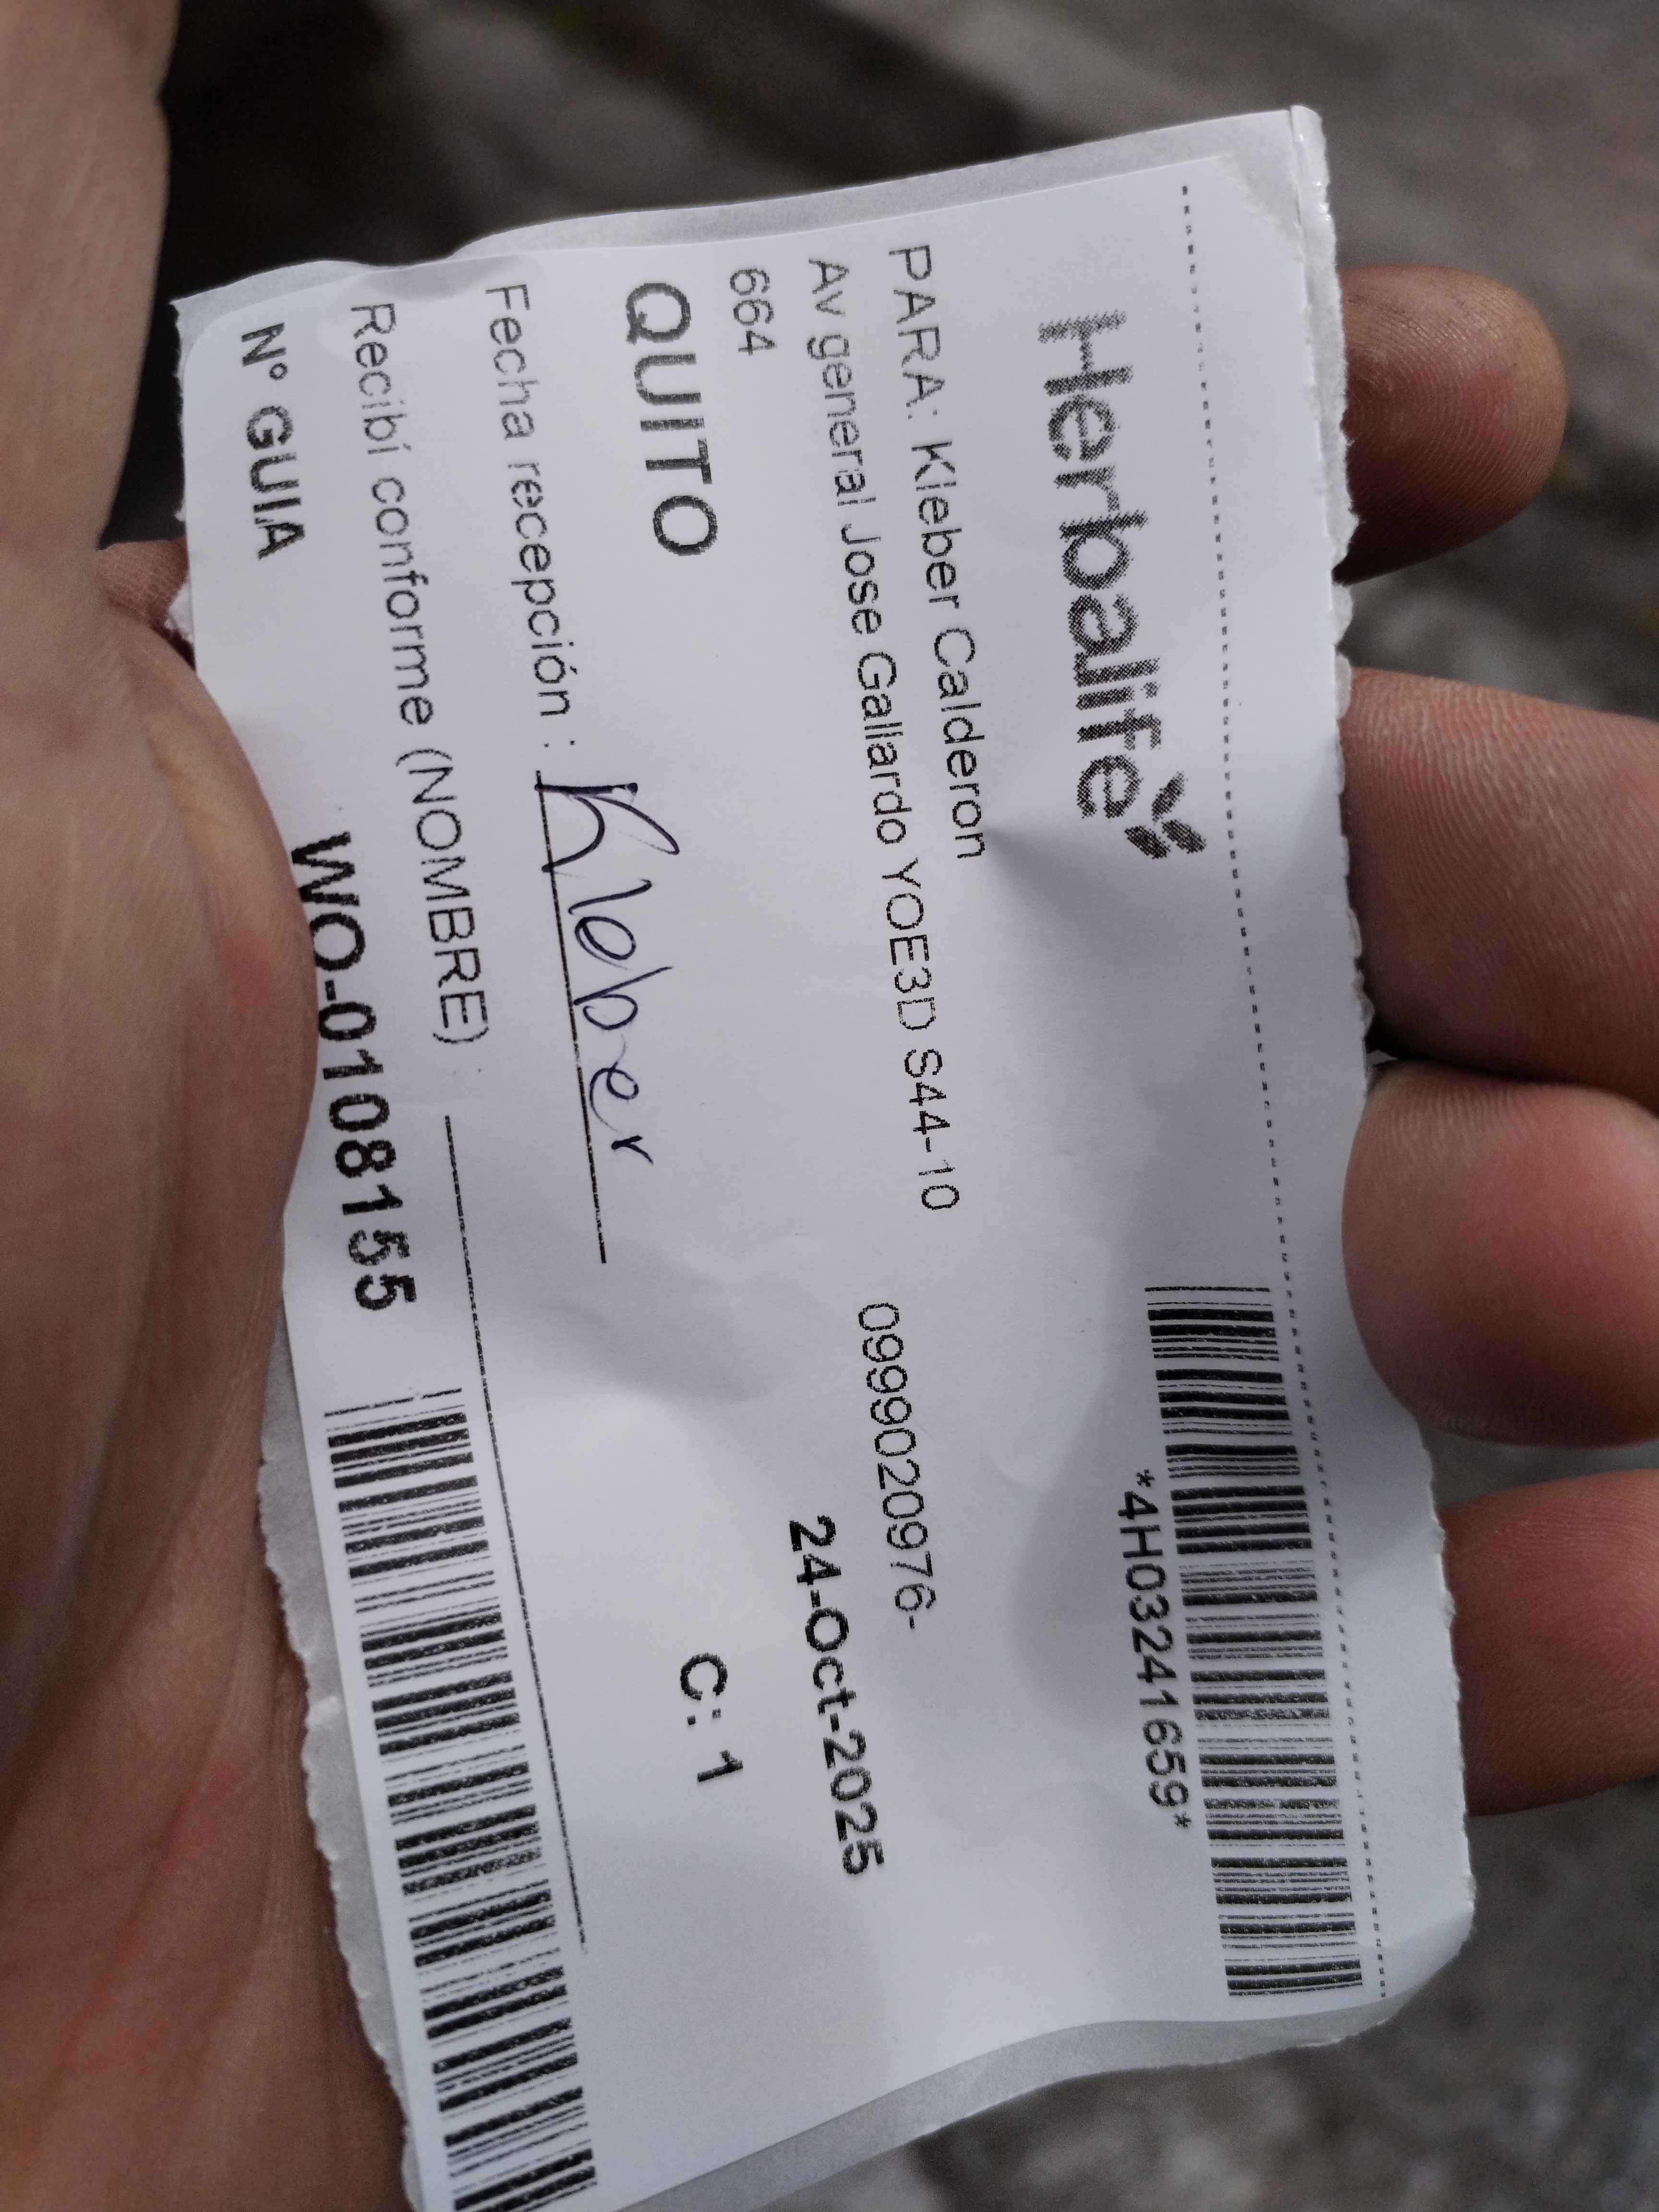 Herbalife
*4H03241659*
PARA: Kleber Calderon
Av general Jose Gallardo YOE3D S44-10
0999020976-
664
24-Oct-2025
QUITO
C: 1
Fecha recepción : Kleber
Recibí conforme (NOMBRE) :
N° GUIA WO-0108155